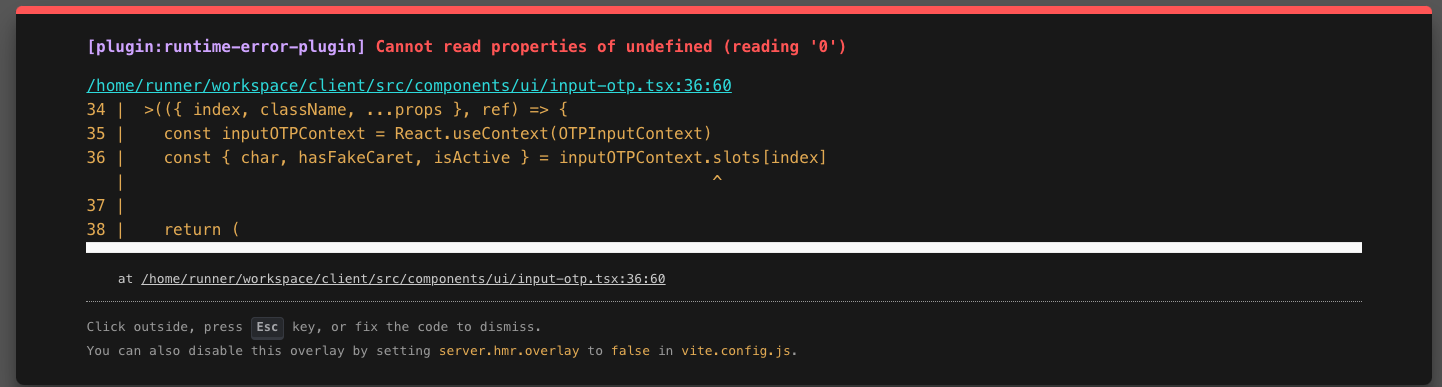 [plugin:runtime-error-plugin] Cannot read properties of undefined (reading '0')
/home/runner/workspace/client/src/components/ui/input-otp.tsx:36:60
34 |  >(({ index, className, ...props }, ref) => {
35 |    const inputOTPContext = React.useContext(OTPInputContext)
36 |    const { char, hasFakeCaret, isActive } = inputOTPContext.slots[index]
   |                                                              ^
37 |
38 |    return (
at /home/runner/workspace/client/src/components/ui/input-otp.tsx:36:60
Click outside, press Esc key, or fix the code to dismiss.
You can also disable this overlay by setting server.hmr.overlay to false in vite.config.js.